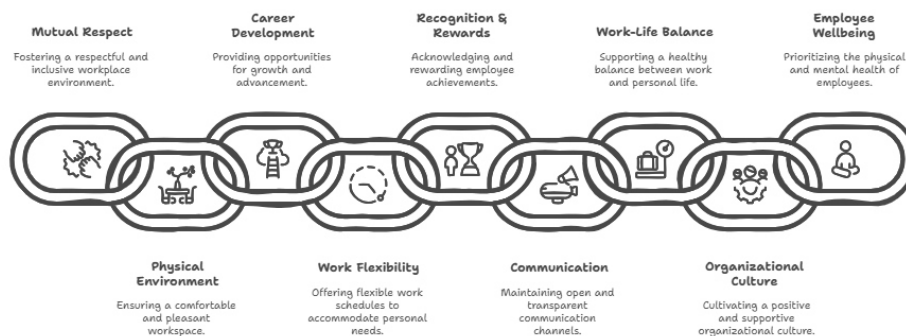 Mutual Respect
Fostering a respectful and
inclusive workplace
environment.
Career
Development
Providing opportunities
for growth and
advancement.
Recognition &
Rewards
Acknowledging and
rewarding employee
achievements.
Work-Life Balance
Supporting a healthy
balance between work
and personal life.
Employee
Wellbeing
Prioritizing the physical
and mental health of
employees.
Physical
Environment
Ensuring a comfortable
and pleasant
workspace.
Work Flexibility
Offering flexible work
schedules to
accommodate personal
needs.
Communication
Maintaining open and
transparent
communication
channels.
Organizational
Culture
Cultivating a positive
and supportive
organizational culture.